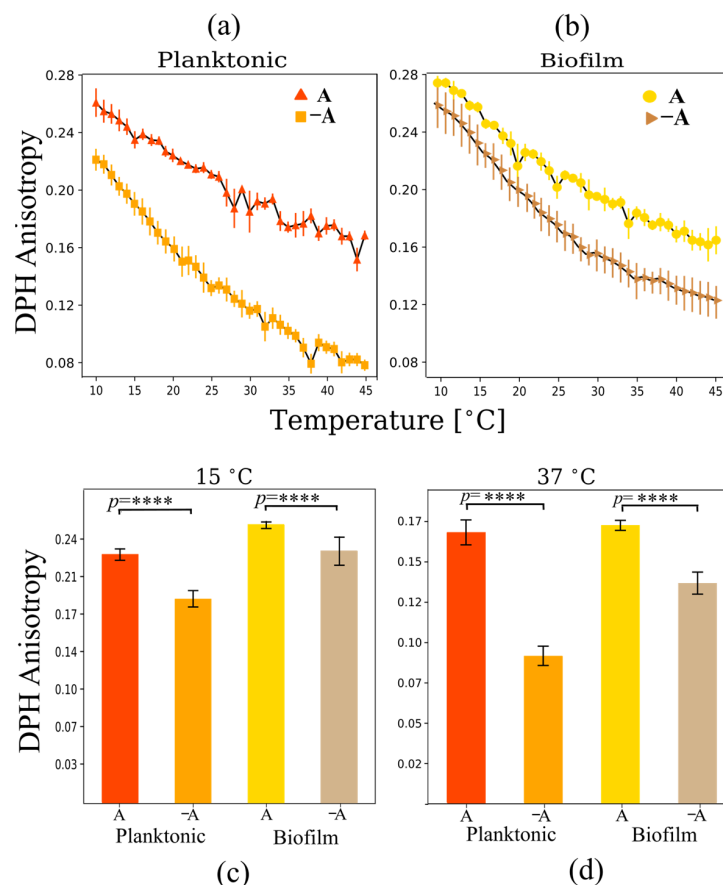 (a)
(b)
Planktonic
Biofilm
0.28
0.24
0.20
0.16
0.12
0.08
A
−A
0.28
0.24
0.20
0.16
0.12
0.08
A
−A
DPH Anisotropy
10 15 20 25 30 35 40 45
10 15 20 25 30 35 40 45
Temperature [°C]
15 °C
37 °C
p=****
p=****
p=****
p=****
DPH Anisotropy
0.24
0.21
0.17
0.14
0.10
0.07
0.03
0.17
0.15
0.12
0.10
0.07
0.05
0.02
A −A A −A
Planktonic Biofilm
A −A A −A
Planktonic Biofilm
(c)
(d)